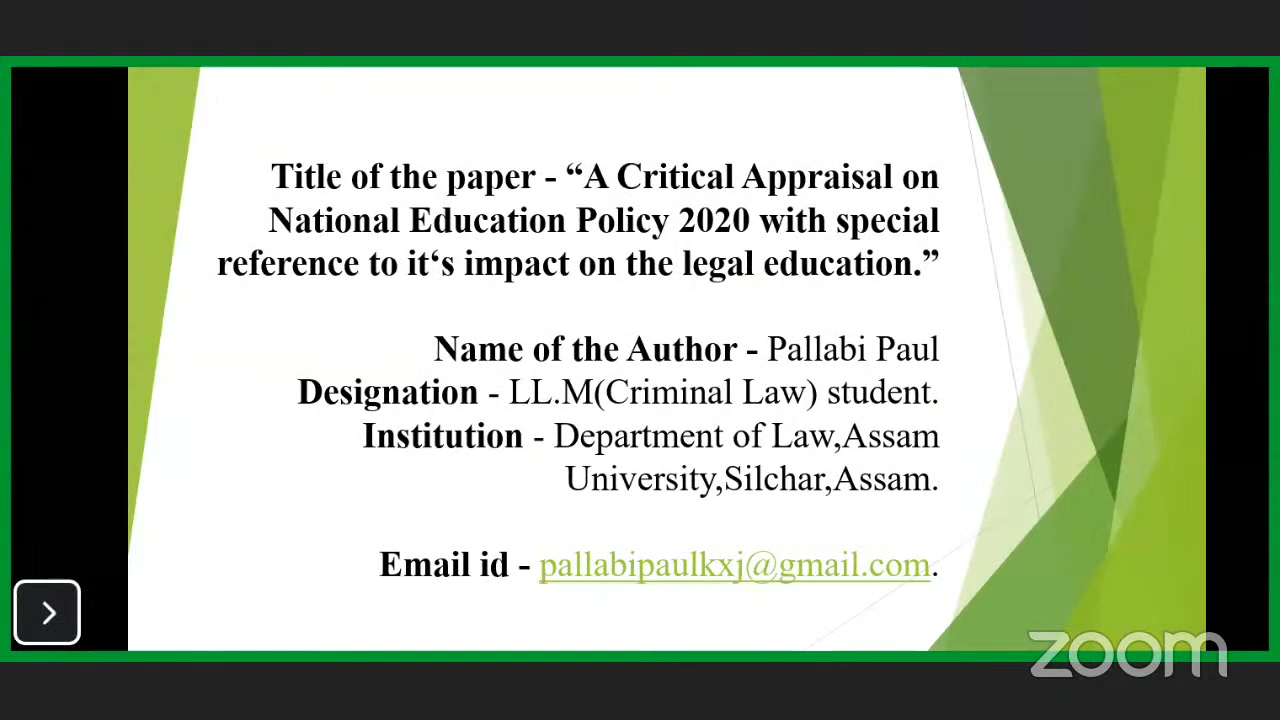 Title of the paper - “A Critical Appraisal on
National Education Policy 2020 with special
reference to it‘s impact on the legal education.”
Name of the Author - Pallabi Paul
Designation - LL.M(Criminal Law) student.
Institution - Department of Law,Assam
University,Silchar,Assam.
Email id - pallabipaulkxj@gmail.com.
zoom